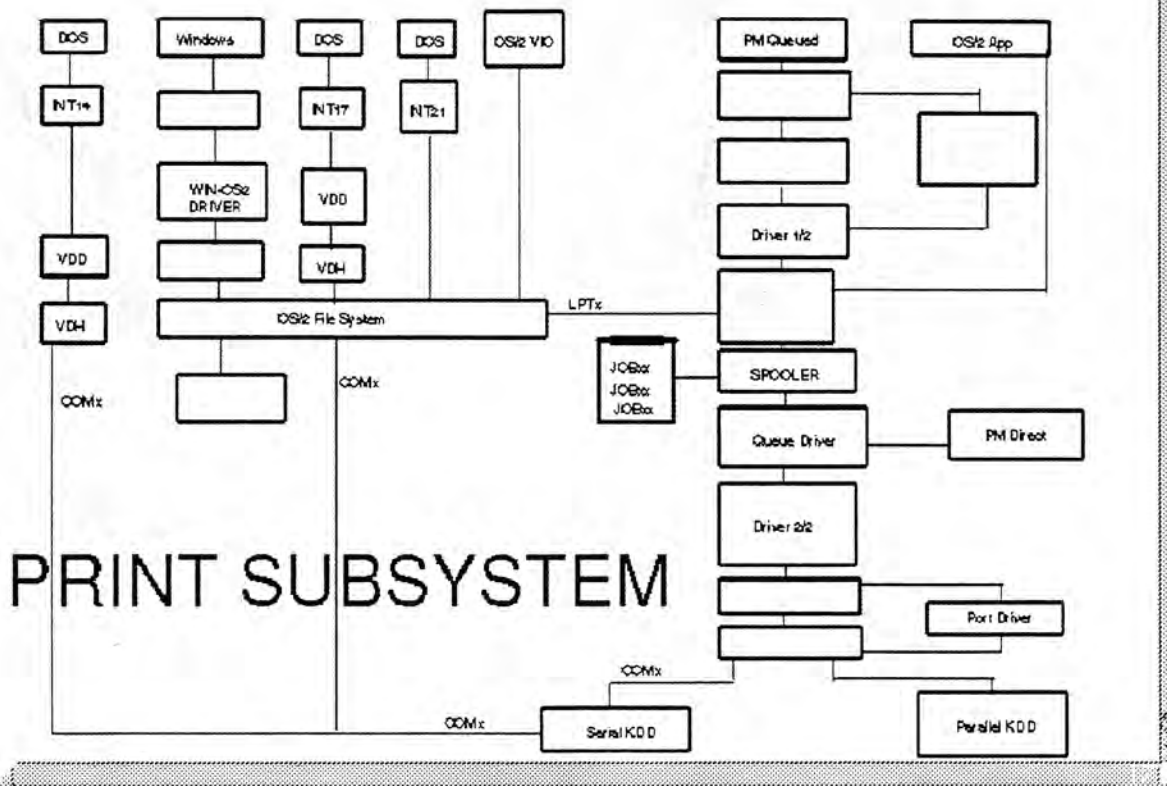 DOS
Windows
DOS
DOS
OS/2 VIO
PM Queued
OS/2 App
INT14
INT17
INT21
WIN-OS2
DRIVER
VDD
Driver 1/2
VDD
VDH
VDH
OS/2 File System
LPTx
JOBxx
JOBxx
JOBxx
SPOOLER
COMx
COMx
Queue Driver
PM Direct
Driver 2/2
PRINT SUBSYSTEM
Port Driver
COMx
COMx
Serial KDD
Parallel KDD